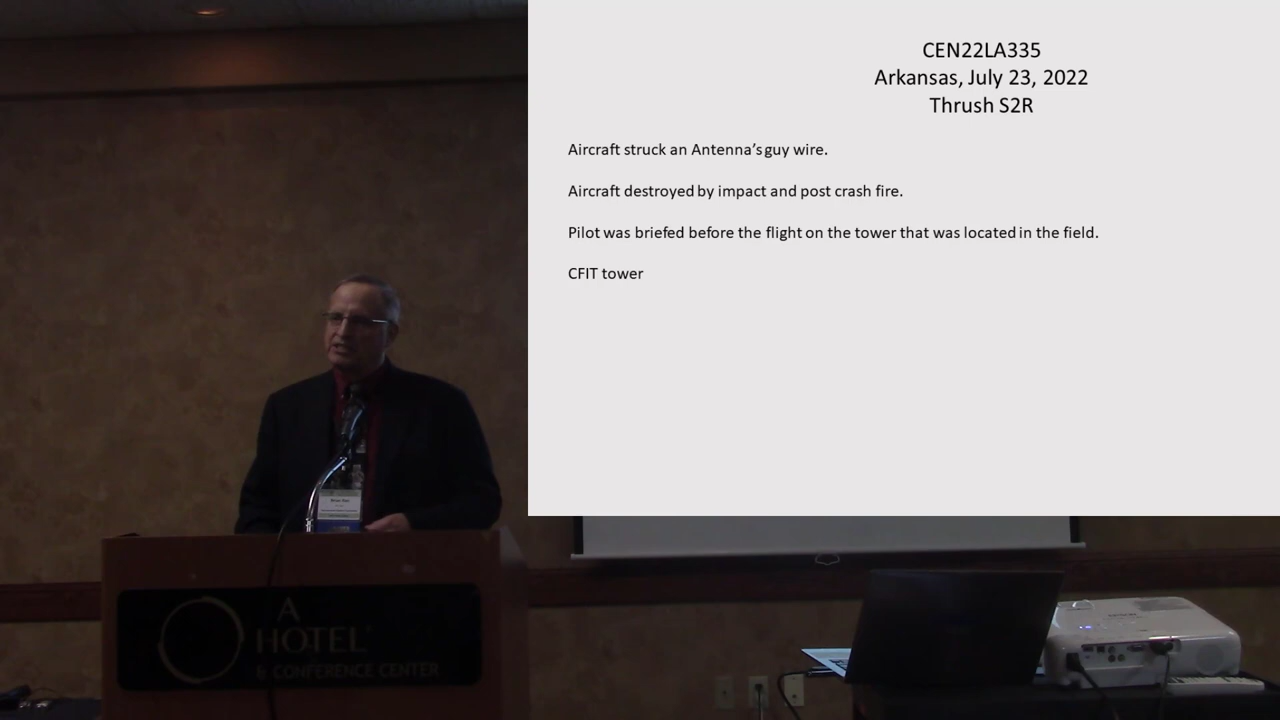 CEN22LA335
Arkansas, July 23, 2022
Thrush S2R
Aircraft struck an Antenna's guy wire.
Aircraft destroyed by impact and post crash fire.
Pilot was briefed before the flight on the tower that was located in the field.
CFIT tower
A
HOTEL
& CONFERENCE CENTER